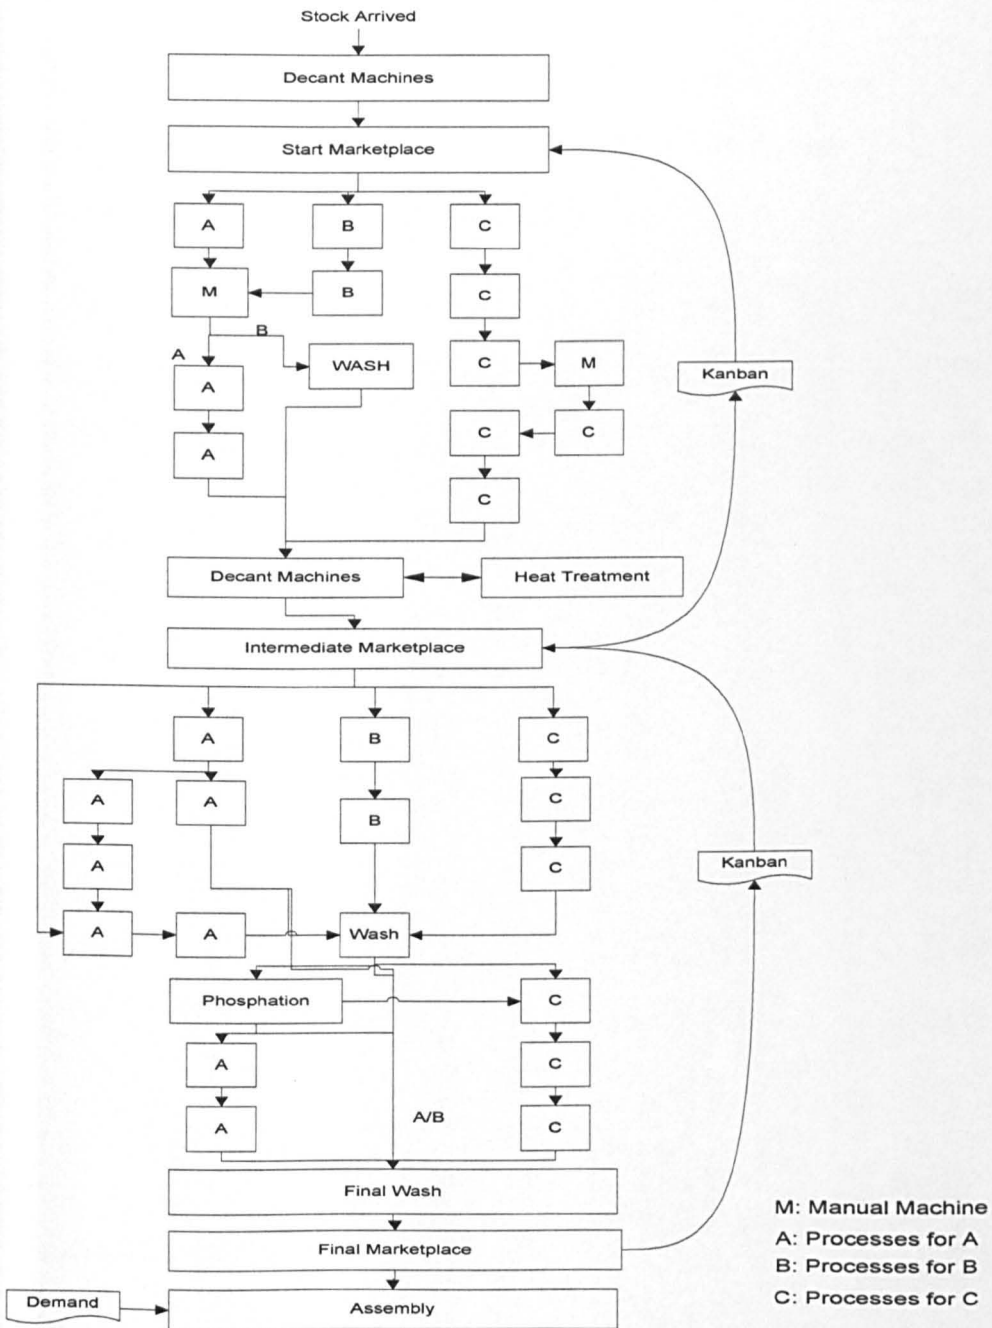 Stock Arrived
Decant Machines
Start Marketplace
A
B
C
M
B
C
B
A
WASH
C
M
Kanban
A
A
C
C
C
Decant Machines
Heat Treatment
Intermediate Marketplace
A
B
C
A
A
C
B
A
C
Kanban
A
A
Wash
Phosphation
C
A
C
A
A/B
C
Final Wash
Final Marketplace
Demand
Assembly
M: Manual Machine
A: Processes for A
B: Processes for B
C: Processes for C